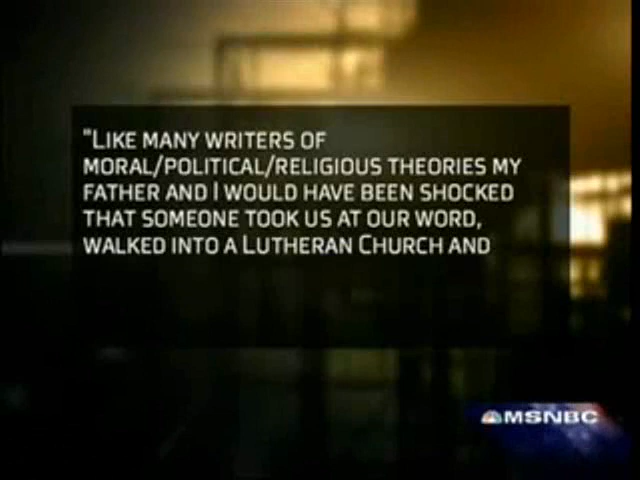 "LIKE MANY WRITERS OF
MORAL/POLITICAL/RELIGIOUS THEORIES MY
FATHER AND I WOULD HAVE BEEN SHOCKED
THAT SOMEONE TOOK US AT OUR WORD,
WALKED INTO A LUTHERAN CHURCH AND
MSNBC